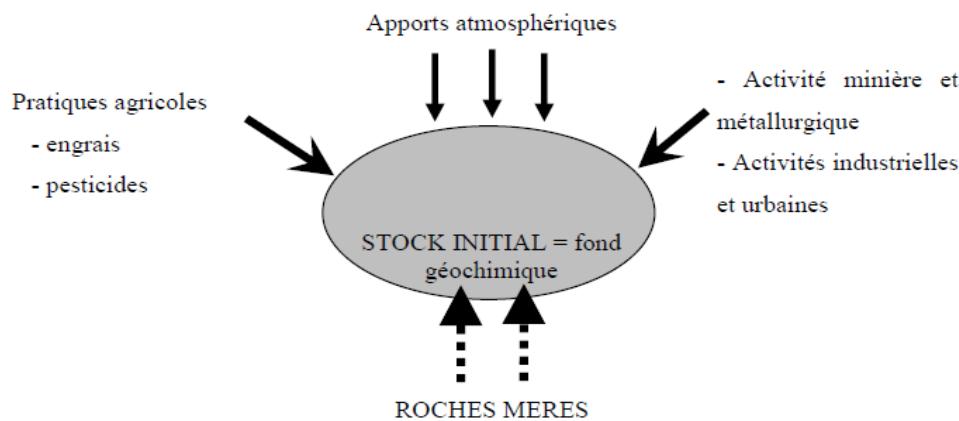 Apports atmosphériques
Pratiques agricoles
- engrais
- pesticides
- Activité minière et
métallurgique
- Activités industrielles
et urbaines
STOCK INITIAL = fond
géochimique
ROCHES MERES